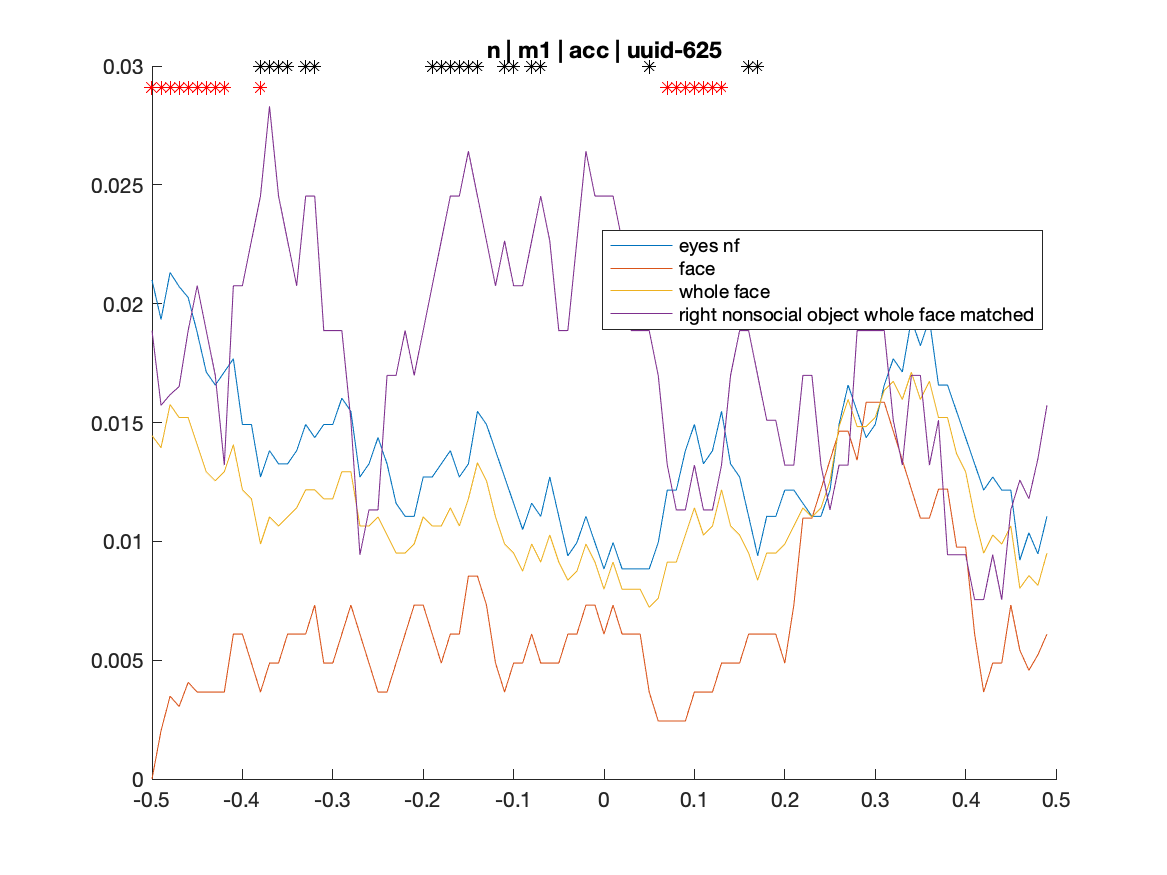 n | m1 | acc | uuid-625
0.03
0.025
0.02
0.015
0.01
0.005
0
eyes nf
face
whole face
right nonsocial object whole face matched
-0.5 -0.4 -0.3 -0.2 -0.1 0 0.1 0.2 0.3 0.4 0.5